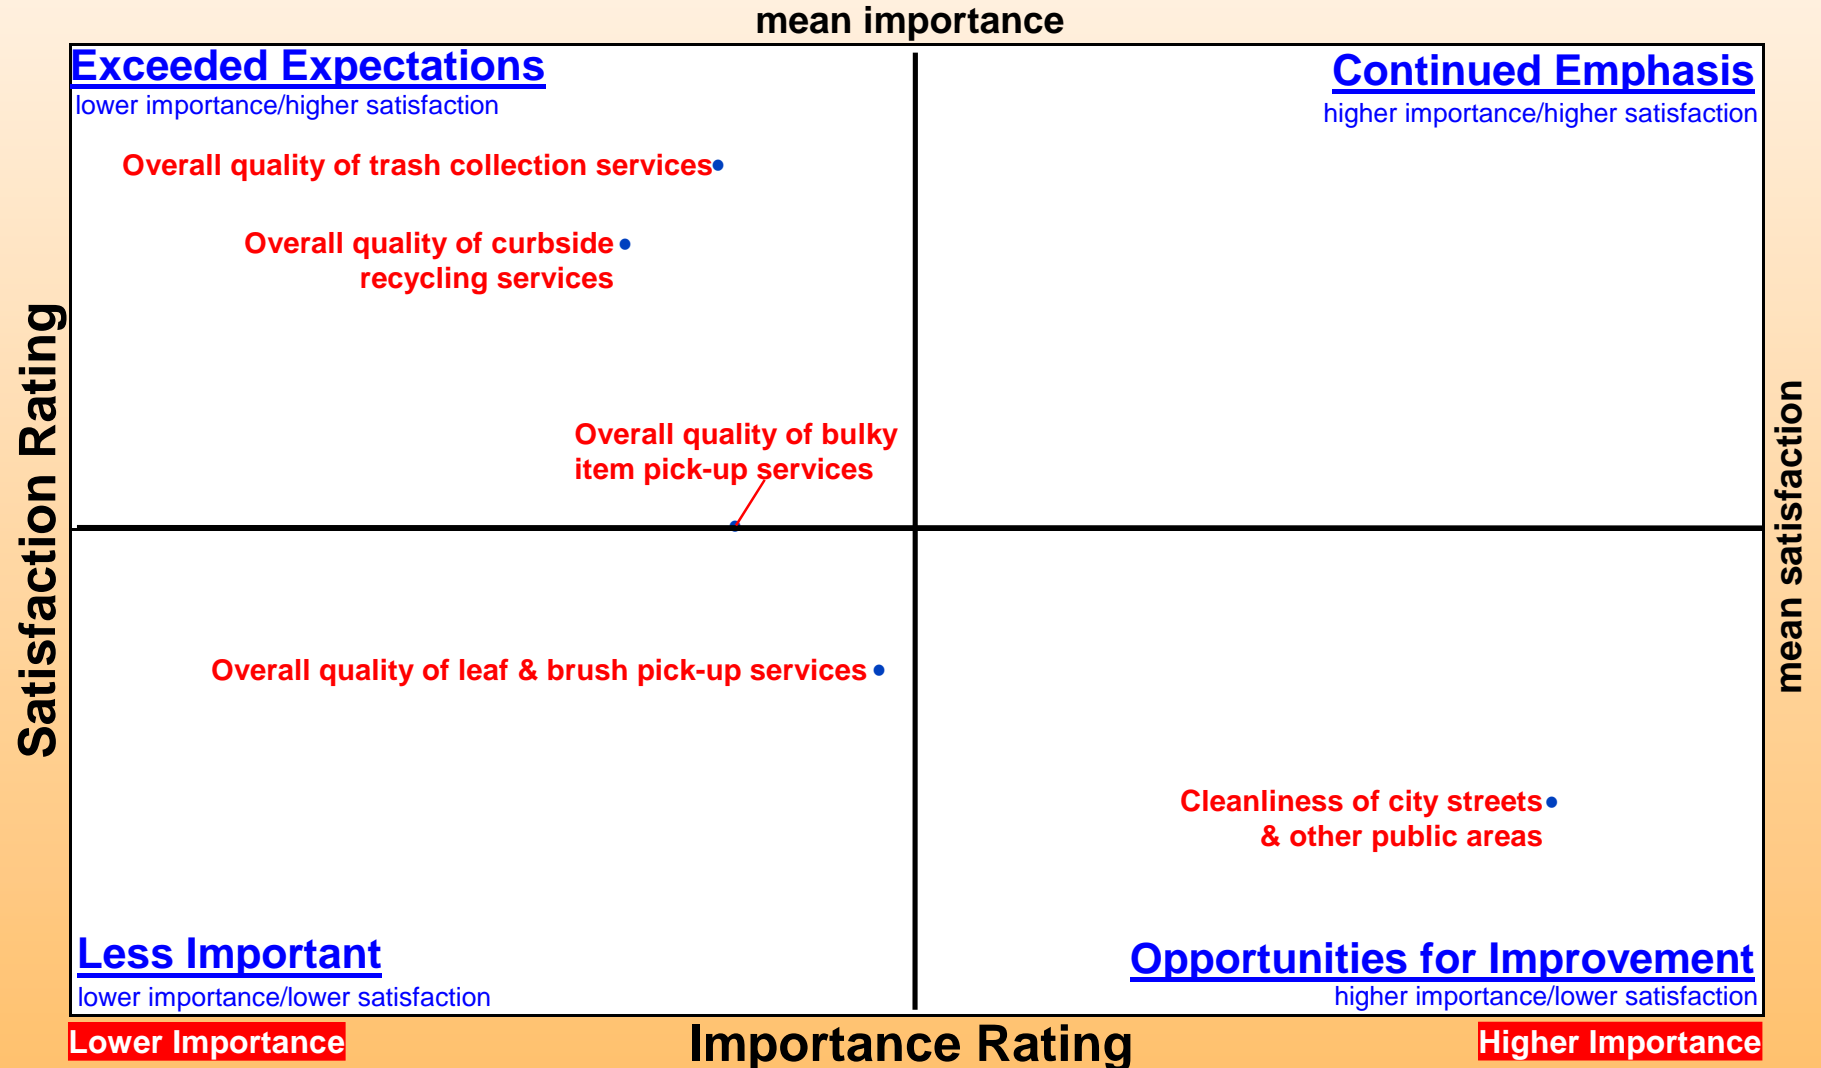 mean importance
Exceeded Expectations
lower importance/higher satisfaction
Continued Emphasis
higher importance/higher satisfaction
Overall quality of trash collection services
Overall quality of curbside
recycling services
Overall quality of bulky
item pick-up services
Satisfaction Rating
mean satisfaction
Overall quality of leaf & brush pick-up services
Cleanliness of city streets
& other public areas
Less Important
lower importance/lower satisfaction
Opportunities for Improvement
higher importance/lower satisfaction
Lower Importance
Importance Rating
Higher Importance